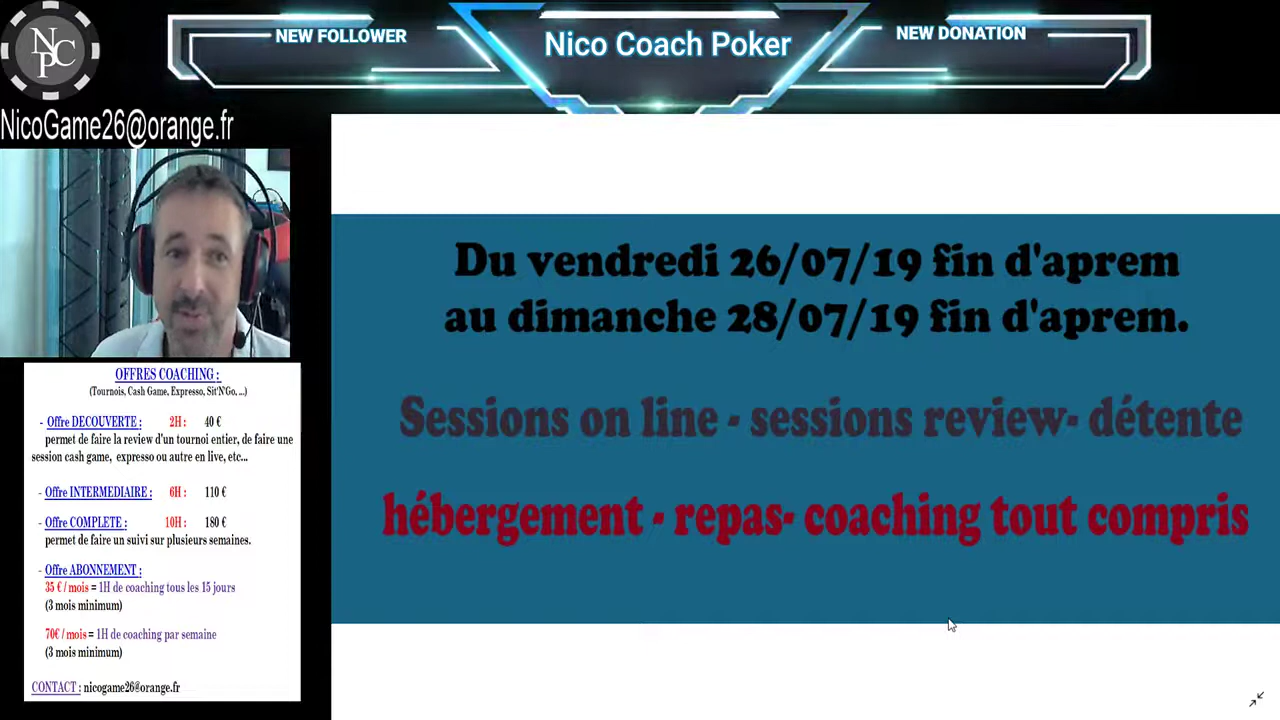 NPC
NEW FOLLOWER
Nico Coach Poker
NEW DONATION
NicoGame26@orange.fr
Du vendredi 26/07/19 fin d'aprem
au dimanche 28/07/19 fin d'aprem.
Sessions on line - sessions review- détente
hébergement - repas- coaching tout compris
OFFRES COACHING :
(Tournois, Cash Game, Expresso, Sit'N'Go, ...)
- Offre DECOUVERTE : 2H : 40 €
permet de faire la review d'un tournoi entier, de faire une
session cash game, expresso ou autre en live, etc...
- Offre INTERMEDIAIRE : 6H : 110 €
- Offre COMPLETE : 10H : 180 €
permet de faire un suivi sur plusieurs semaines.
- Offre ABONNEMENT :
35 € / mois = 1H de coaching tous les 15 jours
(3 mois minimum)
70€ / mois = 1H de coaching par semaine
(3 mois minimum)
CONTACT : nicogame26@orange.fr